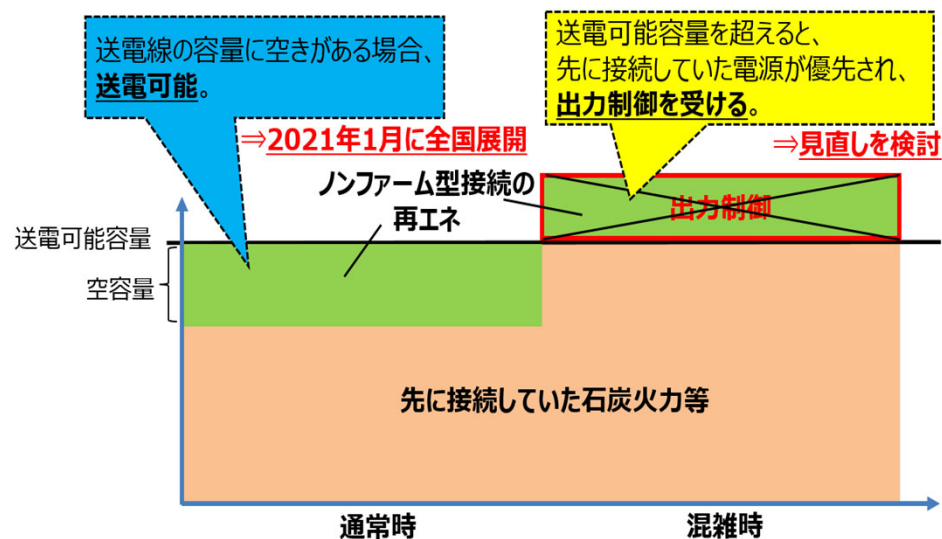 送電線の容量に空きがある場合、
送電可能。
⇒2021年1月に全国展開
送電可能容量を超えると、
先に接続していた電源が優先され、
出力制御を受ける。
⇒見直しを検討
ノンファーム型接続の
再エネ
出力制御
送電可能容量
空容量
先に接続していた石炭火力等
通常時
混雑時